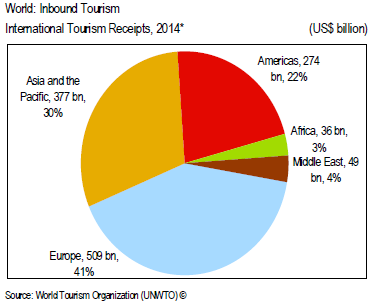 World: Inbound Tourism
International Tourism Receipts, 2014* (US$ billion)
Americas, 274
bn, 22%
Asia and the
Pacific, 377 bn,
30%
Africa, 36 bn,
3%
Middle East, 49
bn, 4%
Europe, 509 bn,
41%
Source: World Tourism Organization (UNWTO) ©